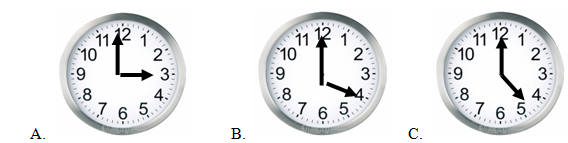 A. 12 1 2 3 4 5 6 7 8 9 10 11
B. 12 1 2 3 4 5 6 7 8 9 10 11
C. 12 1 2 3 4 5 6 7 8 9 10 11